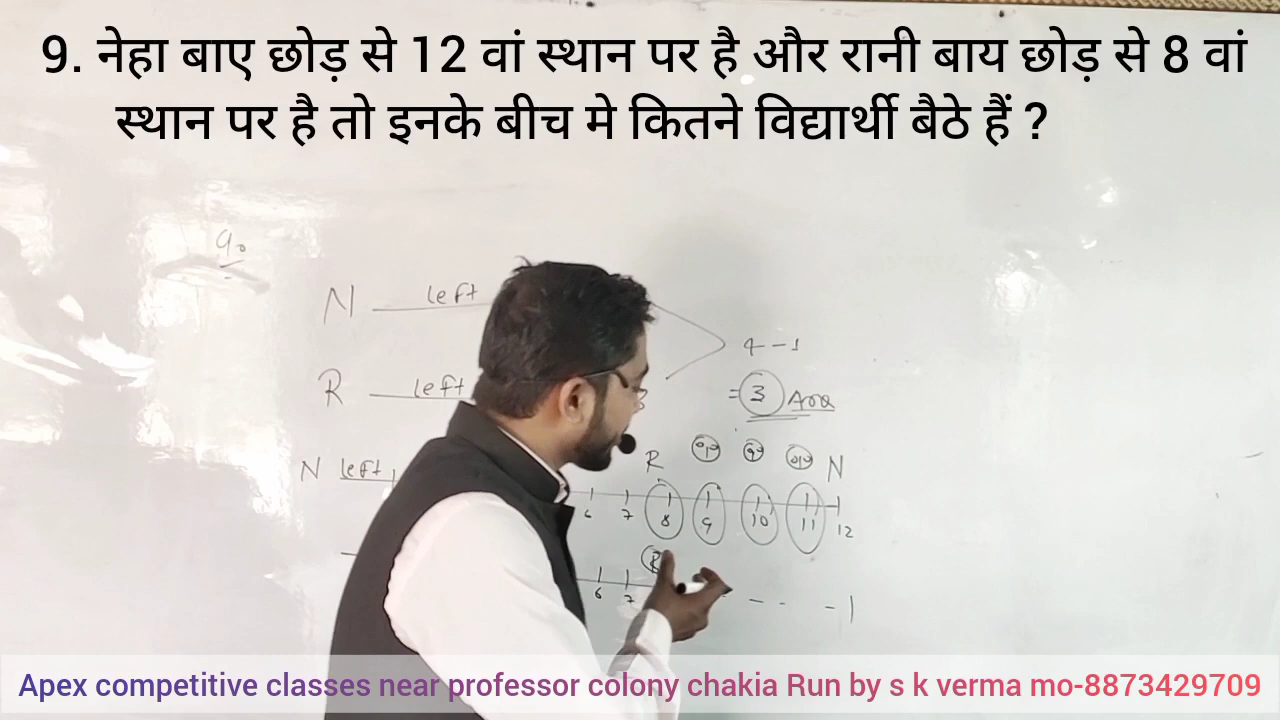 9. नेहा बाए छोड़ से 12 वां स्थान पर है और रानी बाय छोड़ से 8 वां
स्थान पर है तो इनके बीच मे कितने विद्यार्थी बैठे हैं ?
9.
N left
4-1
R left
= 3 Ans
R N
N left
6 7 8 9 10 11 12
R
6 7
Apex competitive classes near professor colony chakia Run by s k verma mo-8873429709